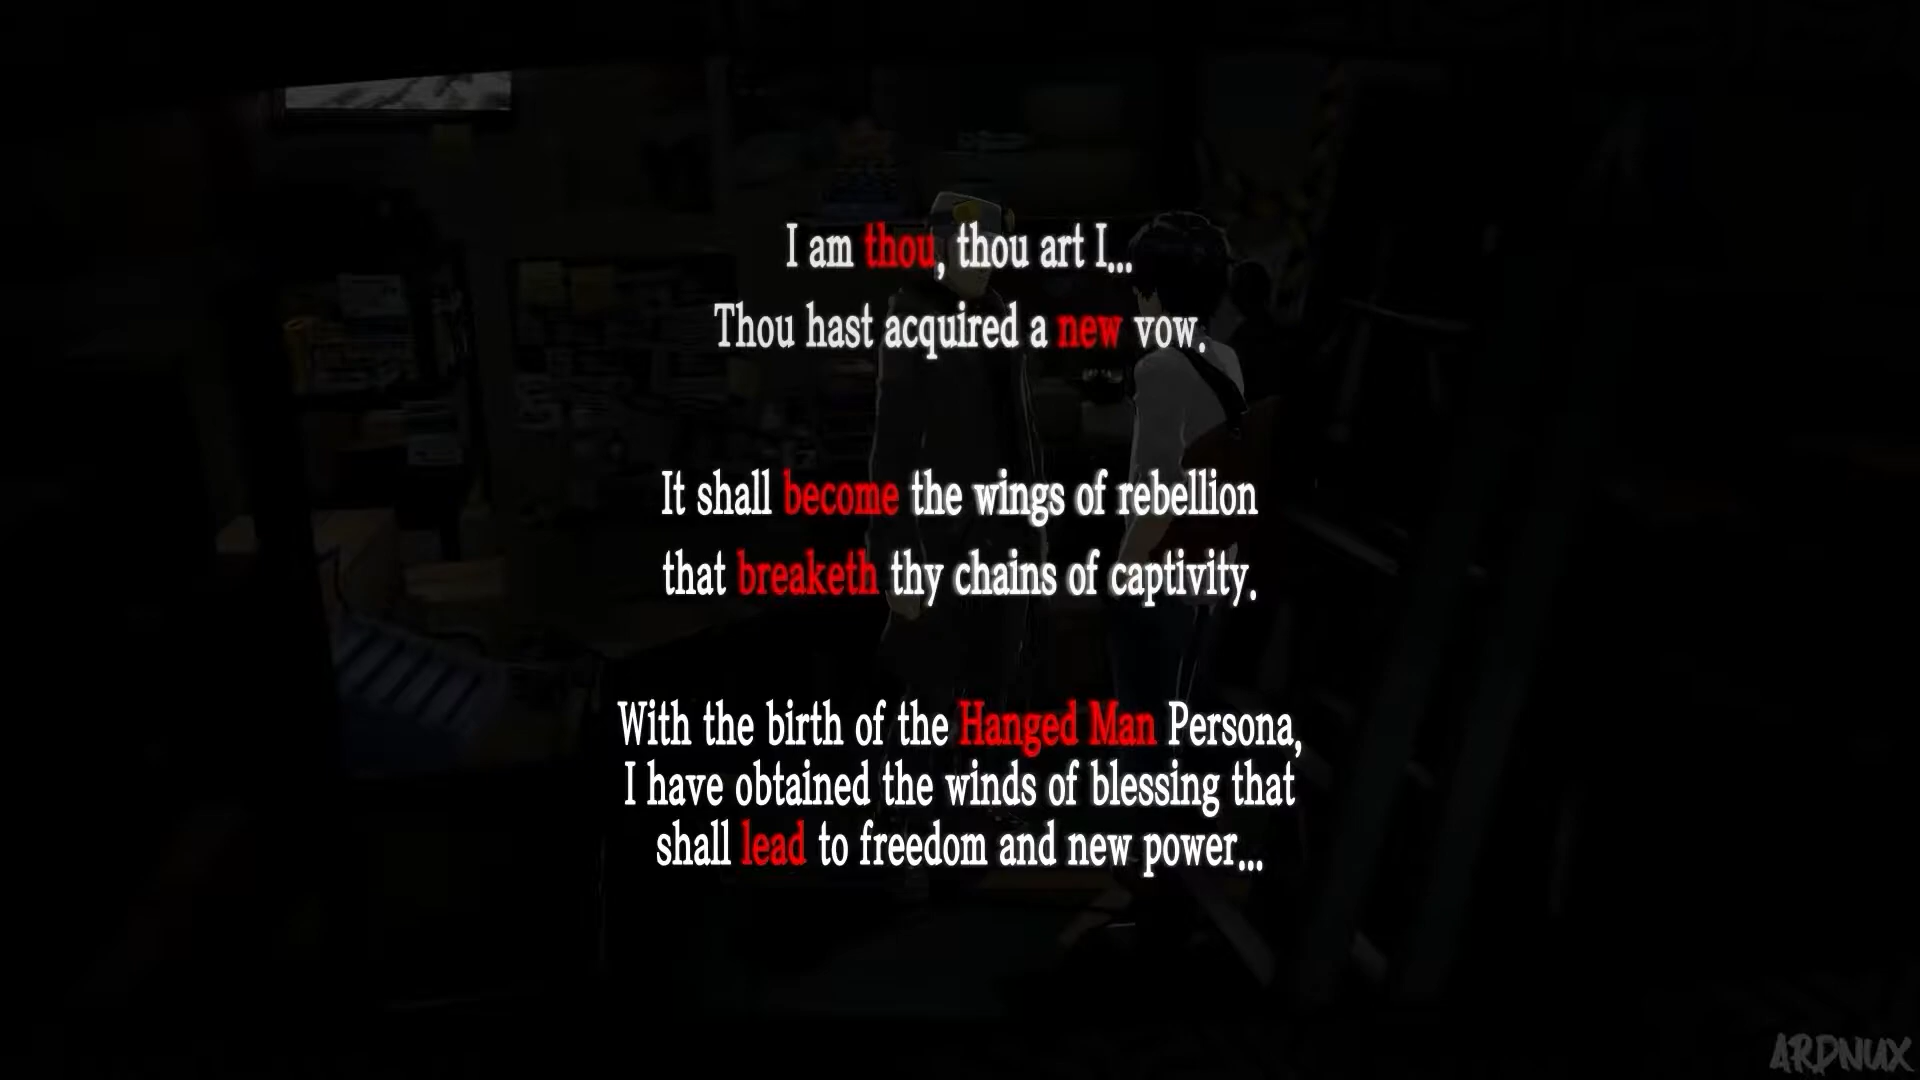 I am thou, thou art I...
Thou hast acquired a new vow.
It shall become the wings of rebellion
that breaketh thy chains of captivity.
With the birth of the Hanged Man Persona,
I have obtained the winds of blessing that
shall lead to freedom and new power...
ARDNUX